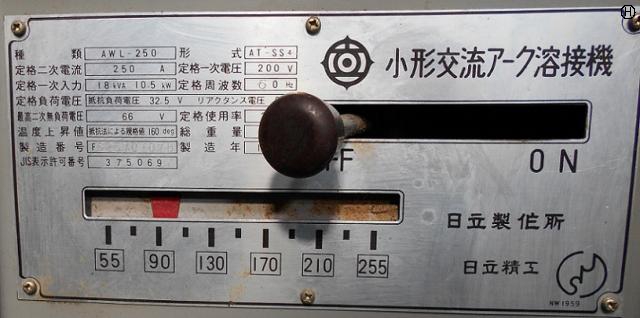 種類 AWL-250 形式 AT-SS4
定格二次電流 250 A 定格一次電圧 200 V
定格一次入力 18 kVA 10.5 kW 定格周波数 60 Hz
定格負荷電圧 抵抗負荷電圧 32.5 V リアクタンス電圧
最高二次無負荷電圧 66 V 定格使用率
温度上昇値 抵抗法による規格値 160 deg 総重量
製造番号 製造年
JIS表示許可番号 375069
小形交流アーク溶接機
FF ON
55 90 130 170 210 255
日立製作所
日立精工
NW1959
H